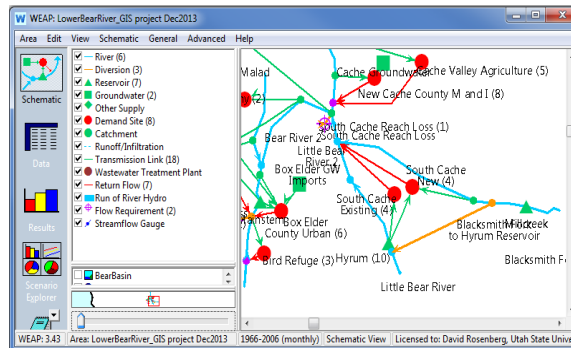 WEAP: LowerBearRiver_GIS project Dec2013
Area Edit View Schematic General Advanced Help
Schematic
Data
Results
Scenario
Explorer
River (6)
Diversion (3)
Reservoir (7)
Groundwater (2)
Other Supply
Demand Site (8)
Catchment
Runoff/Infiltration
Transmission Link (18)
Wastewater Treatment Plant
Return Flow (7)
Run of River Hydro
Flow Requirement (2)
Streamflow Gauge
BearBasin
Malad
Cache Groundwater
Cache Valley Agriculture (5)
New Cache County M and I (8)
South Cache Reach Loss (1)
South Cache Reach Loss
Bear River 2
Little Bear
River 2
Box Elder GW
Imports
South Cache
New (4)
South Cache
Existing (4)
Box Elder
County Urban (6)
Blacksmith
to Hyrum Reservoir
Millcreek
Bird Refuge (3)
Hyrum (10)
Blacksmith Fo
Little Bear River
WEAP: 3.43
Area: LowerBearRiver_GIS project Dec2013
1966-2006 (monthly)
Schematic View
Licensed to: David Rosenberg, Utah State Unive